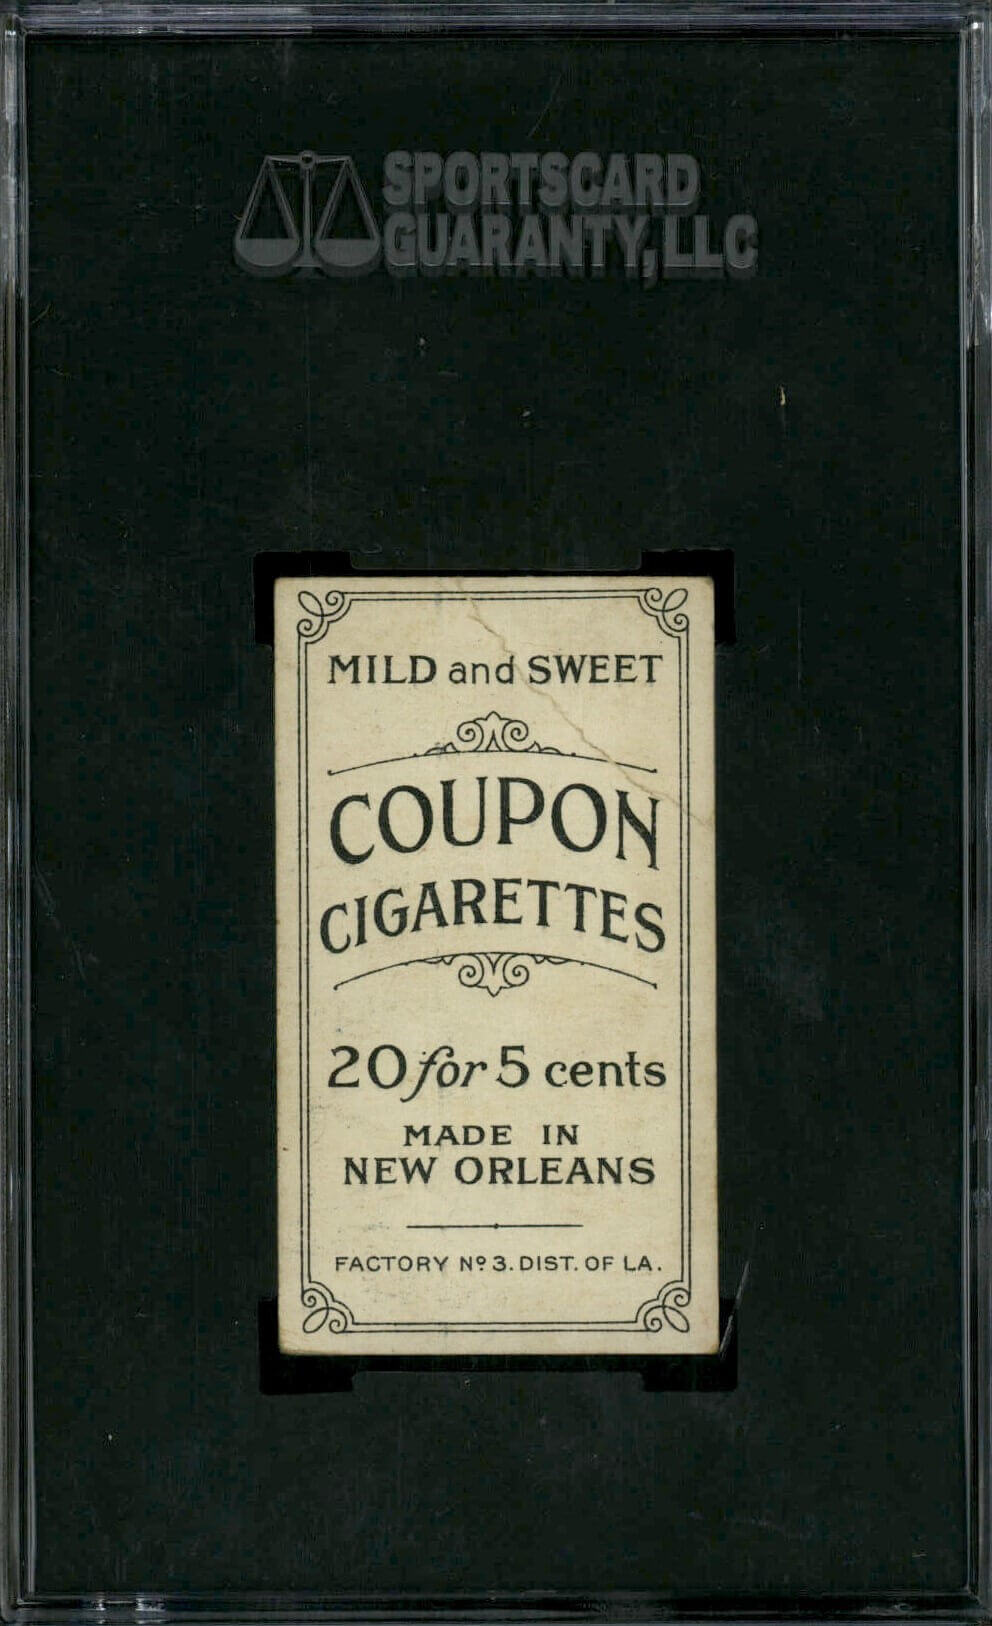 SPORTSCARD
GUARANTY, LLC
MILD and SWEET
COUPON
CIGARETTES
20 for 5 cents
MADE IN
NEW ORLEANS
FACTORY Nº 3. DIST. OF LA.